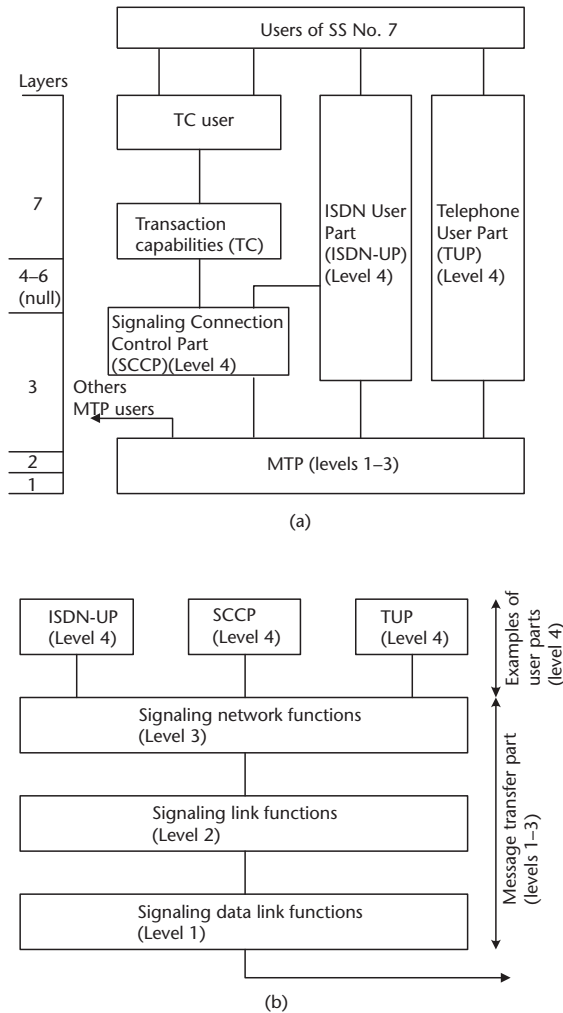 Users of SS No. 7
Layers
7
4–6
(null)
3
2
1
TC user
Transaction
capabilities (TC)
Signaling Connection
Control Part
(SCCP)(Level 4)
ISDN User
Part
(ISDN-UP)
(Level 4)
Telephone
User Part
(TUP)
(Level 4)
Others
MTP users
MTP (levels 1–3)
(a)
ISDN-UP
(Level 4)
SCCP
(Level 4)
TUP
(Level 4)
Examples of
user parts
(level 4)
Signaling network functions
(Level 3)
Signaling link functions
(Level 2)
Signaling data link functions
(Level 1)
Message transfer part
(levels 1–3)
(b)